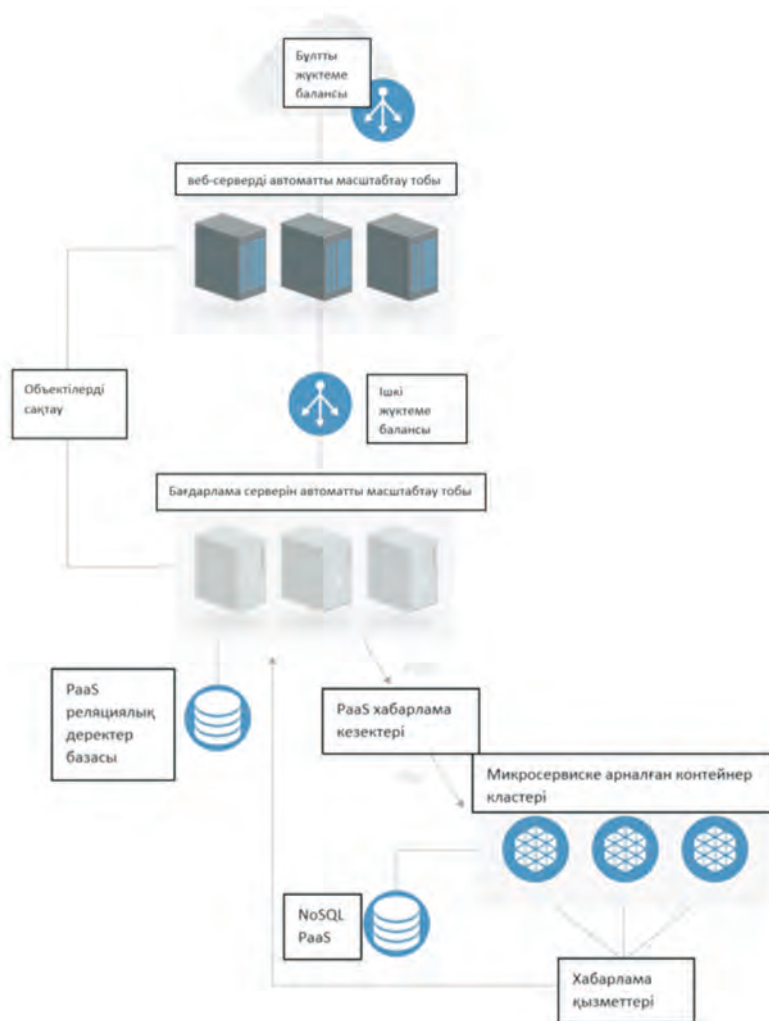 Бұлтты
жүктеме
балансы
веб-серверді автоматты масштабтау тобы
Объектілерді
сақтау
Ішкі
жүктеме
балансы
Бағдарлама серверін автоматты масштабтау тобы
PaaS
реляциялық
деректер
базасы
PaaS хабарлама
кезектері
Микросервиске арналған контейнер
кластері
NoSQL
PaaS
Хабарлама
қызметтері